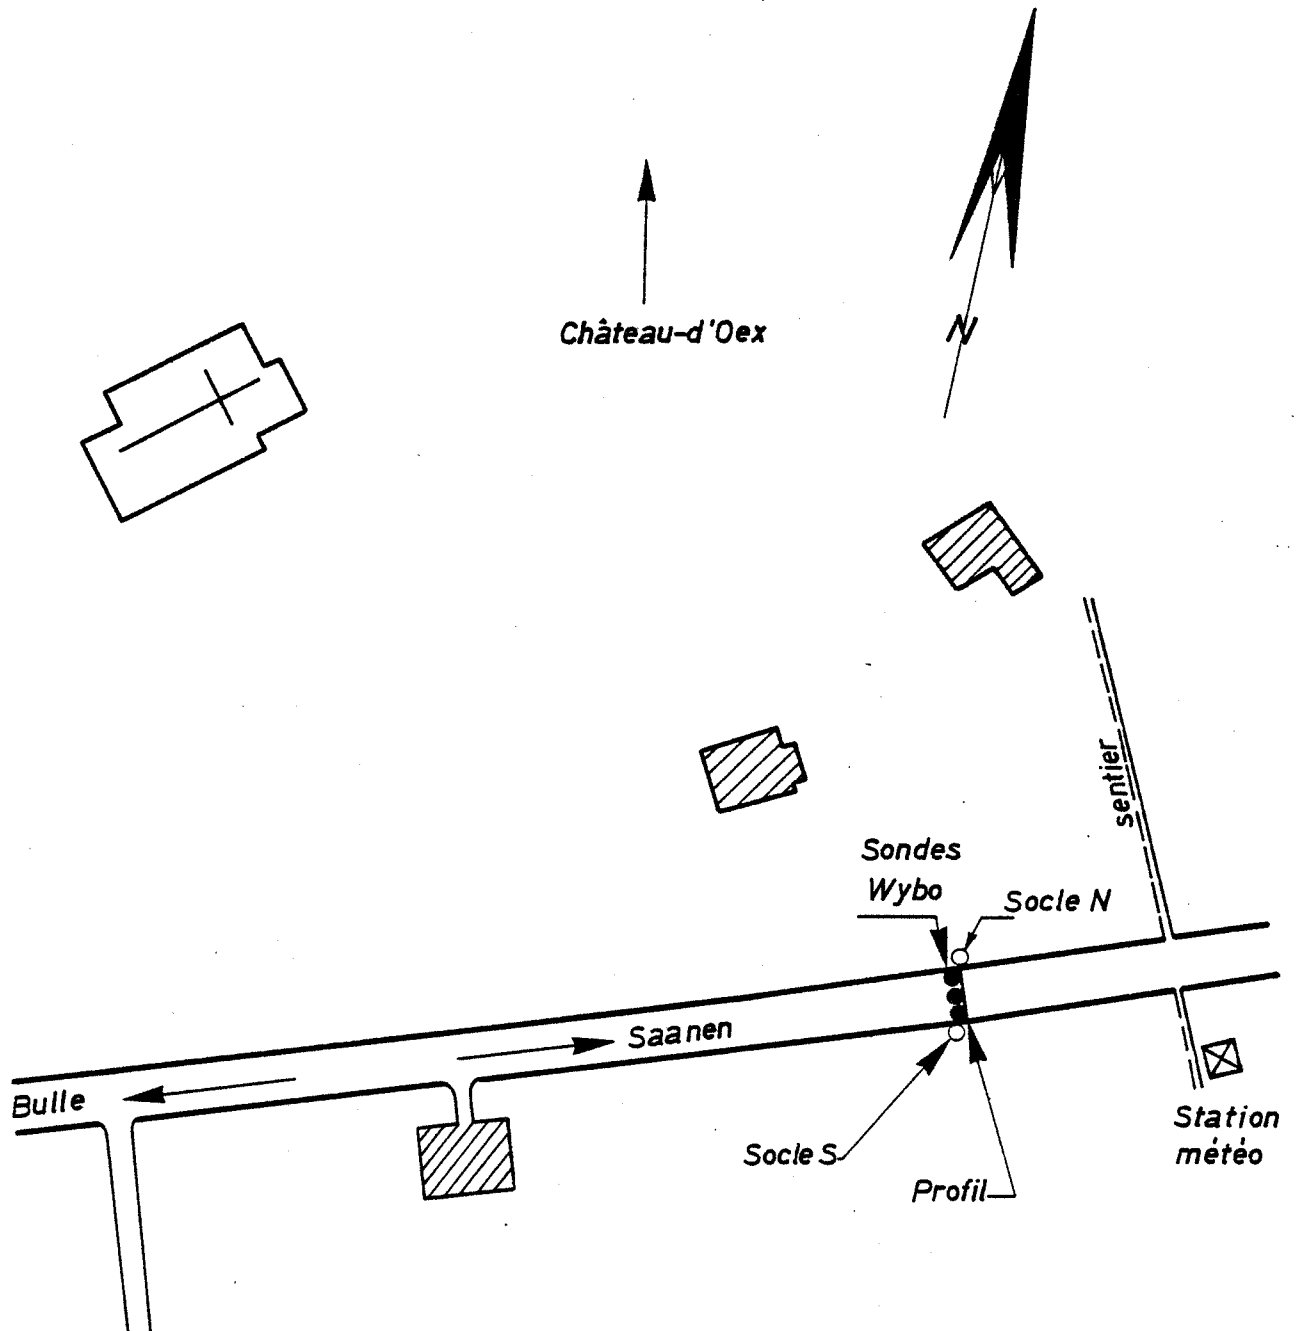 N
Château-d'Oex
sentier
Sondes
Wybo
Socle N
Saanen
Bulle
Socle S
Profil
Station
météo